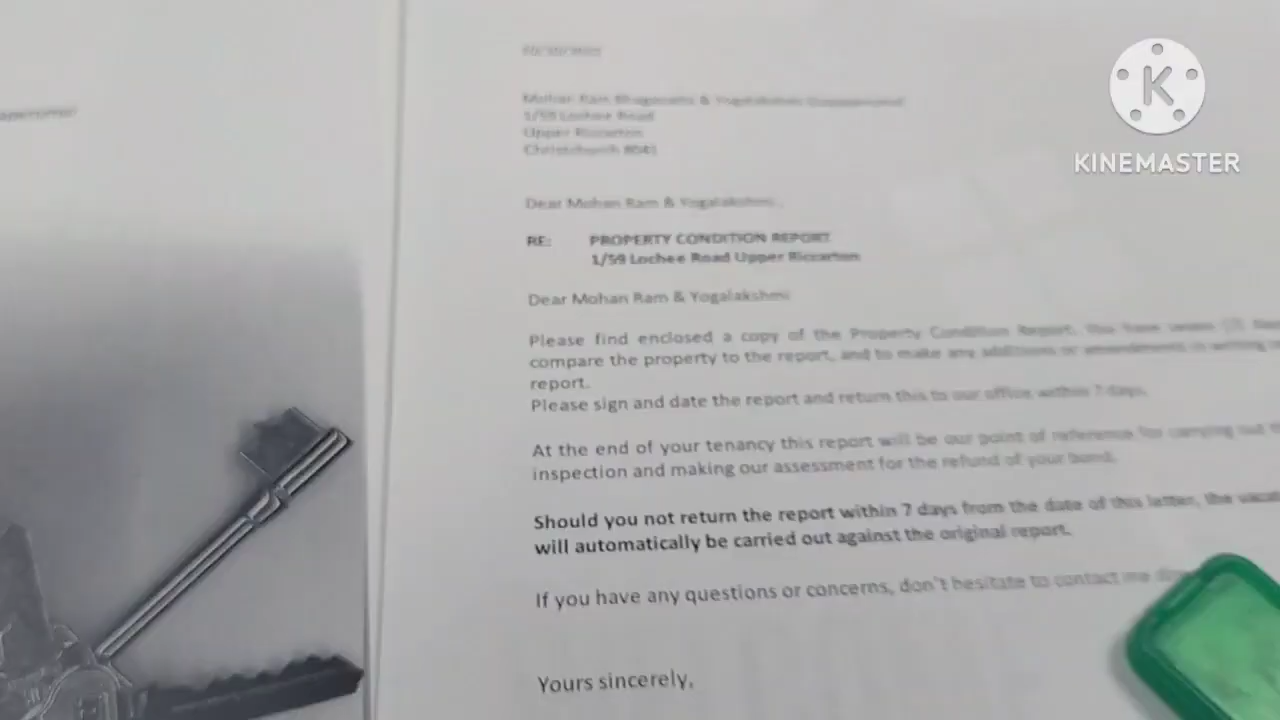 KINEMASTER
Mohan Ram & Yogalakshmi
1/59 Lochee Road
Upper Riccarton
Christchurch 8041
Dear Mohan Ram & Yogalakshmi,
RE: PROPERTY CONDITION REPORT
1/59 Lochee Road Upper Riccarton
Dear Mohan Ram & Yogalakshmi
Please find enclosed a copy of the Property Condition Report. You have seven (7)
compare the property to the report, and to make any additions or amendments in writing
report.
Please sign and date the report and return this to our office within 7 days.
At the end of your tenancy this report will be our point of reference for carrying out
inspection and making our assessment for the refund of your bond.
Should you not return the report within 7 days from the date of this letter, the
will automatically be carried out against the original report.
If you have any questions or concerns, don't hesitate to contact me
Yours sincerely,